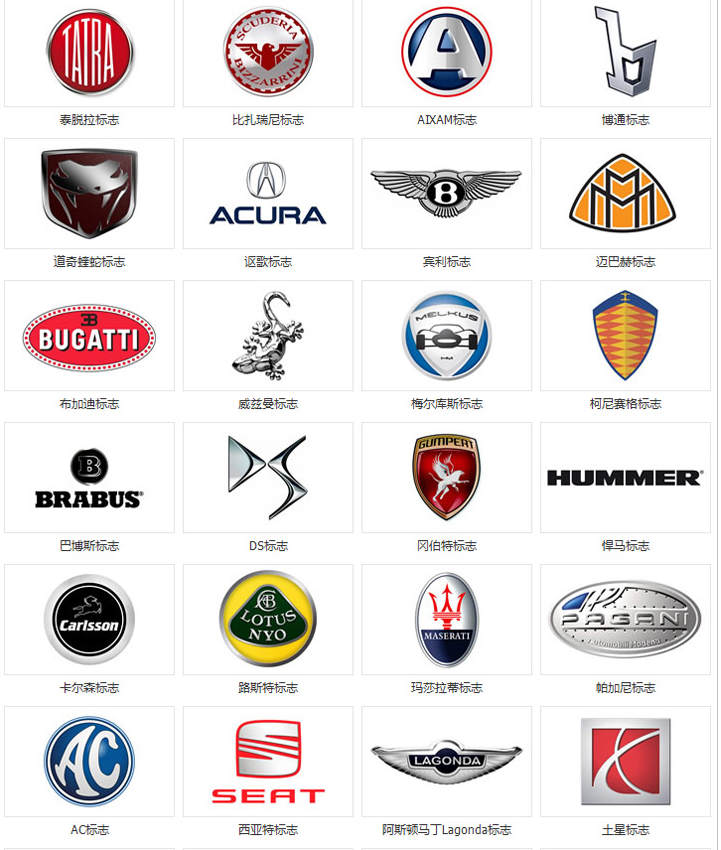 TATRA
SCUDERIA
BIZZARRINI
A
b
泰脱拉标志
比扎瑞尼标志
AIXAM标志
博通标志
ACURA
B
道奇蝰蛇标志
讴歌标志
宾利标志
迈巴赫标志
EB
BUGATTI
MELKUS
HM
布加迪标志
威兹曼标志
梅尔库斯标志
柯尼赛格标志
B
BRABUS®
DS
GUMPERT
HUMMER®
巴博斯标志
DS标志
冈伯特标志
悍马标志
Carlsson
LOTUS
NYO
MASERATI
PAGANI
Automobili Modena
卡尔森标志
路斯特标志
玛莎拉蒂标志
帕加尼标志
AC
SEAT
LAGONDA
AC标志
西亚特标志
阿斯顿马丁Lagonda标志
土星标志